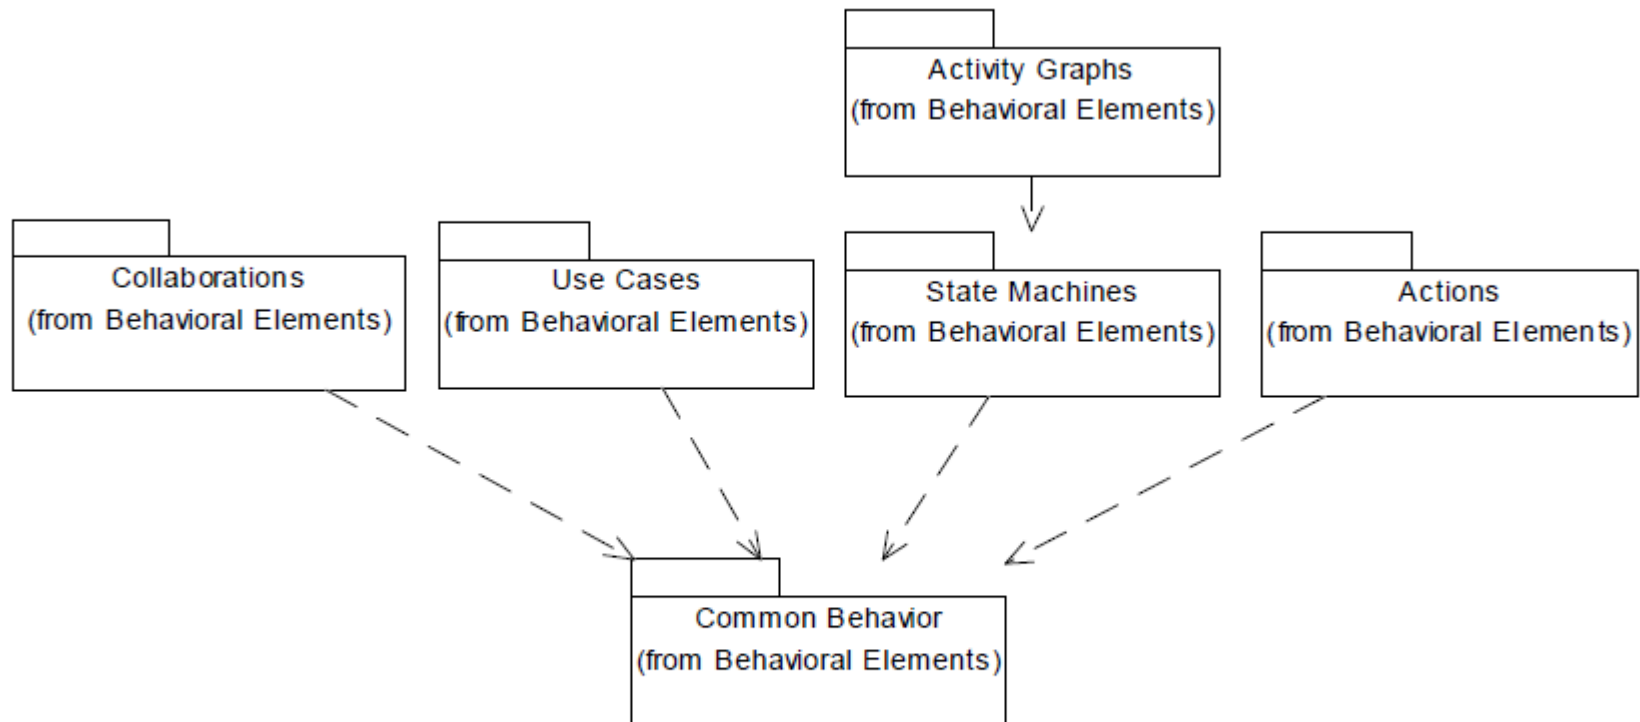 Activity Graphs
(from Behavioral Elements)
Collaborations
(from Behavioral Elements)
Use Cases
(from Behavioral Elements)
State Machines
(from Behavioral Elements)
Actions
(from Behavioral Elements)
Common Behavior
(from Behavioral Elements)